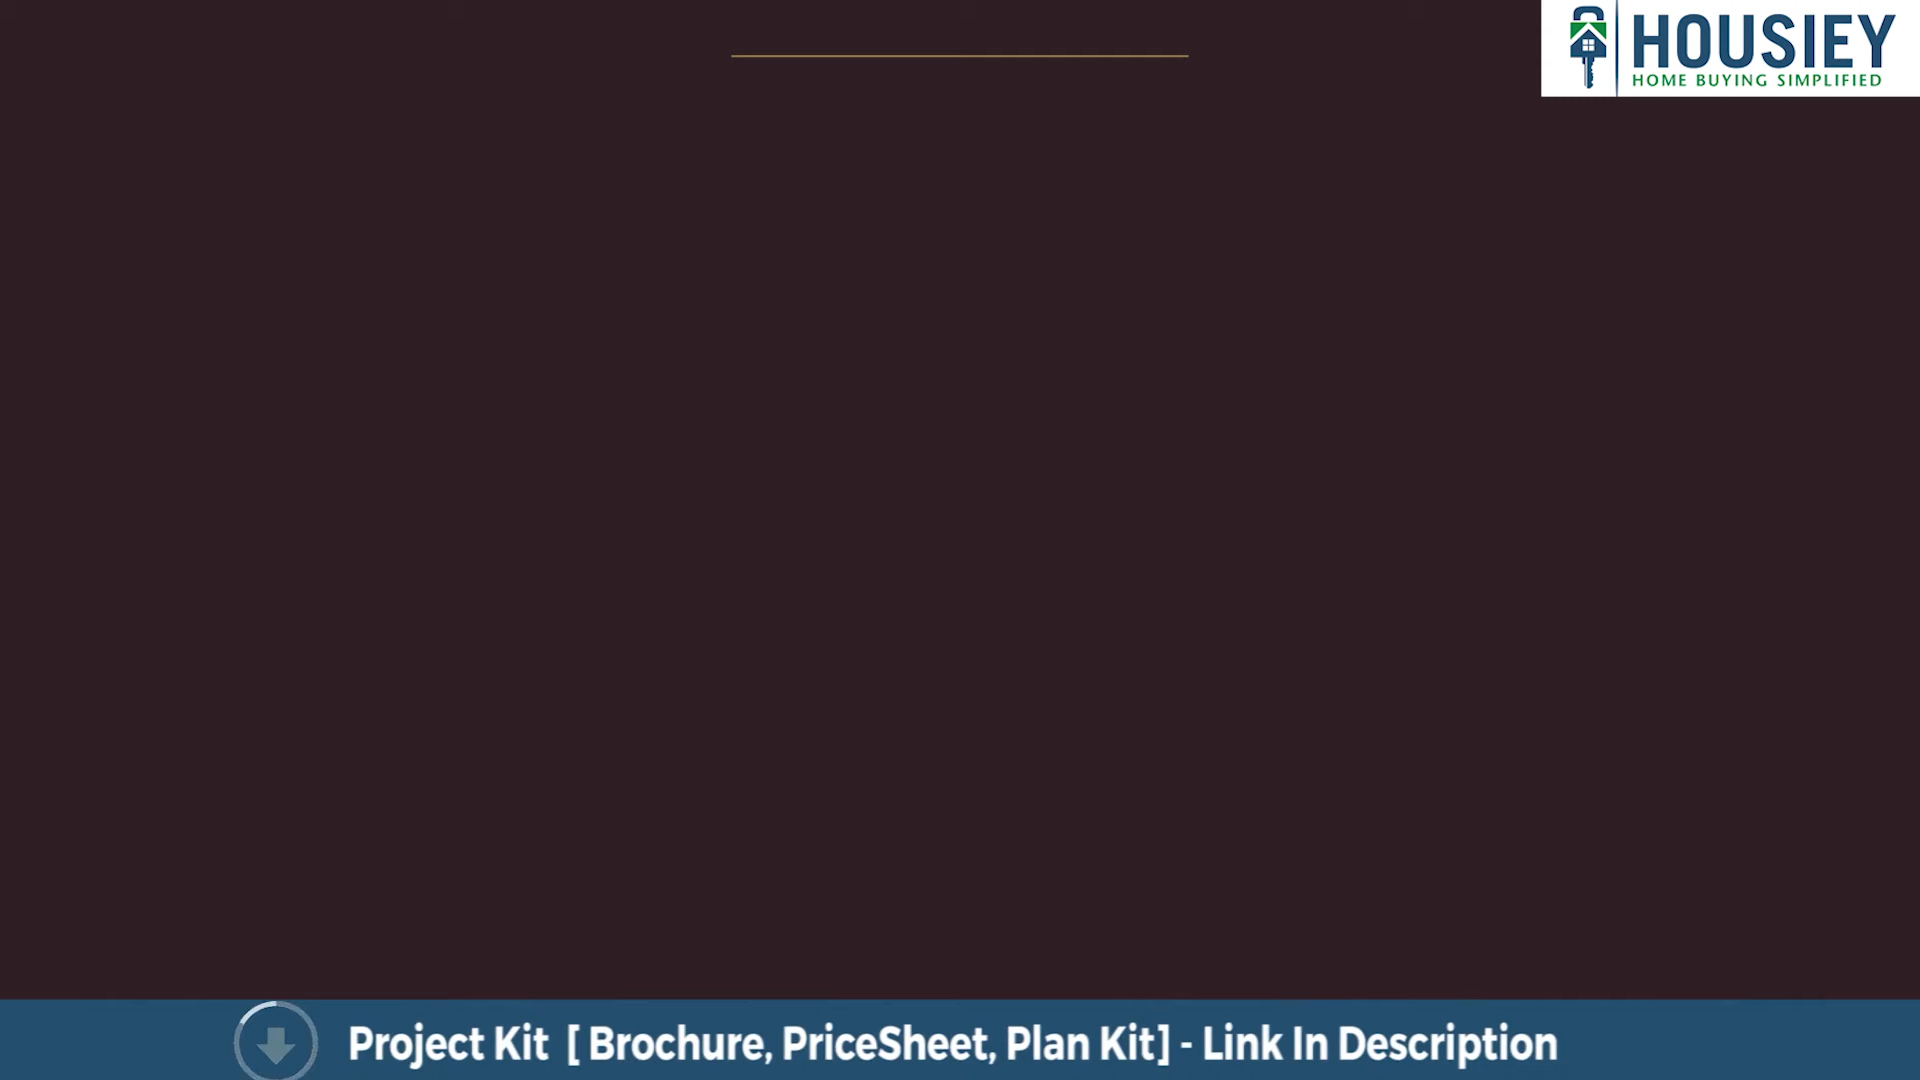 HOUSIEY
HOME BUYING SIMPLIFIED
Project Kit [ Brochure, PriceSheet, Plan Kit] - Link In Description